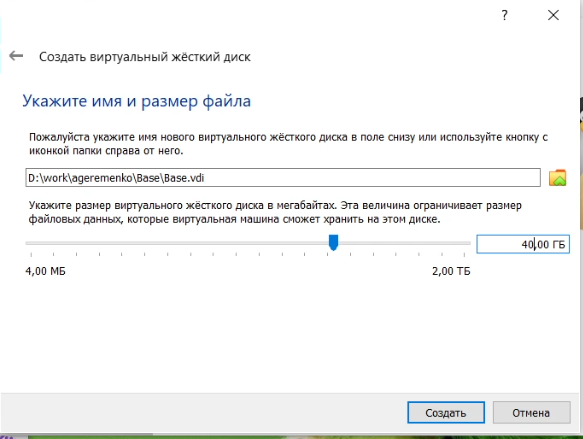 ?
Создать виртуальный жёсткий диск
Укажите имя и размер файла
Пожалуйста укажите имя нового виртуального жёсткого диска в поле снизу или используйте кнопку с
иконкой папки справа от него.
D:\work\ageremenko\Base\Base.vdi
Укажите размер виртуального жёсткого диска в мегабайтах. Эта величина ограничивает размер
файловых данных, которые виртуальная машина сможет хранить на этом диске.
40,00 ГБ
4,00 МБ 2,00 ТБ
Создать Отмена